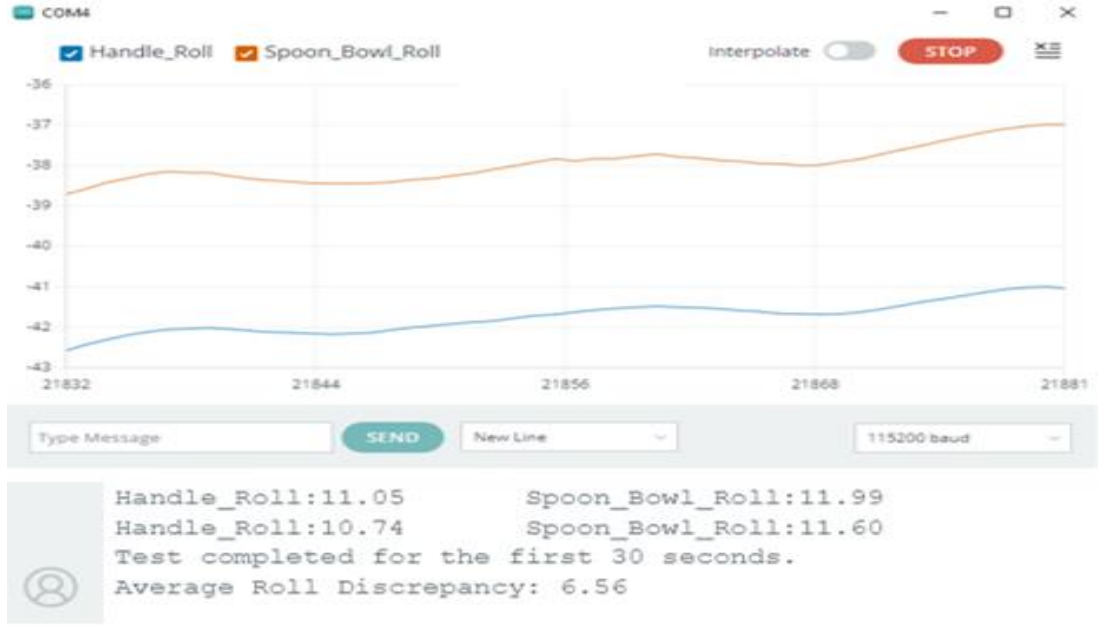 COM4
Handle_Roll Spoon_Bowl_Roll Interpolate STOP
-36
-37
-38
-39
-40
-41
-42
-43
21832 21844 21856 21868 21881
Type Message SEND New Line 115200 baud
Handle_Roll:11.05 Spoon_Bowl_Roll:11.99
Handle_Roll:10.74 Spoon_Bowl_Roll:11.60
Test completed for the first 30 seconds.
Average Roll Discrepancy: 6.56